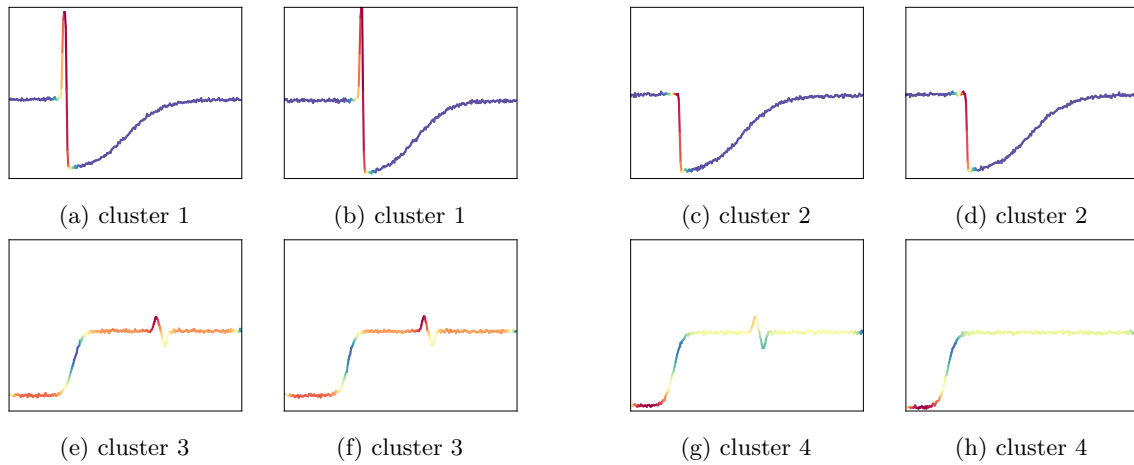 (a) cluster 1
(b) cluster 1
(c) cluster 2
(d) cluster 2
(e) cluster 3
(f) cluster 3
(g) cluster 4
(h) cluster 4